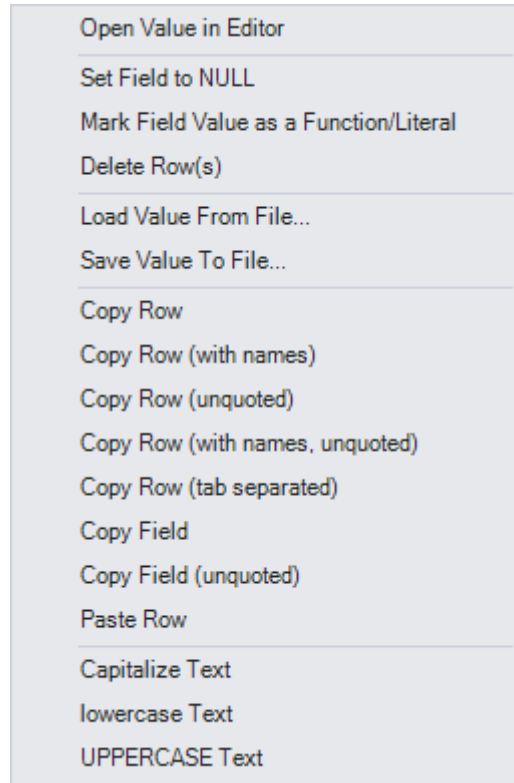 Open Value in Editor
Set Field to NULL
Mark Field Value as a Function/Literal
Delete Row(s)
Load Value From File...
Save Value To File...
Copy Row
Copy Row (with names)
Copy Row (unquoted)
Copy Row (with names, unquoted)
Copy Row (tab separated)
Copy Field
Copy Field (unquoted)
Paste Row
Capitalize Text
lowercase Text
UPPERCASE Text